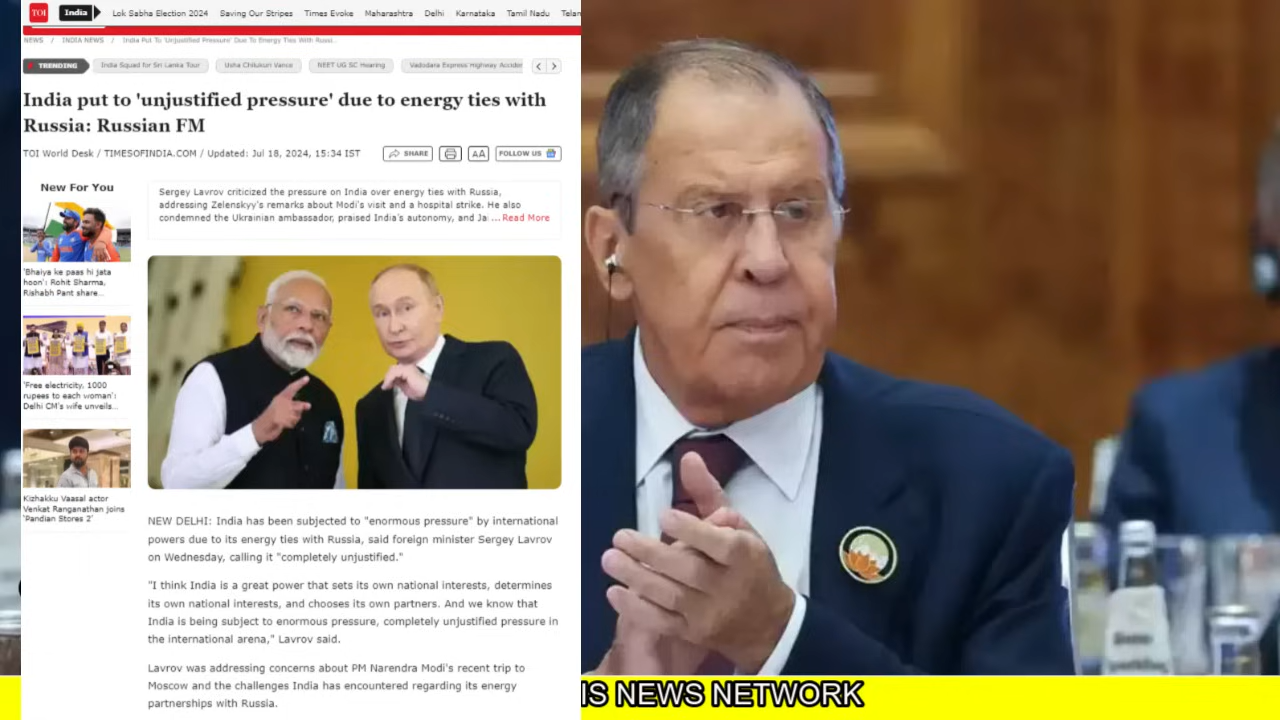 TOI
India
Lok Sabha Election 2024
Saving Our Stripes
Times Evoke
Maharashtra
Delhi
Karnataka
Tamil Nadu
NEWS / INDIA NEWS / India Put To 'Unjustified Pressure' Due To Energy Ties With Russi...
TRENDING
India Squad for Sri Lanka Tour
Usha Chilukuri Vance
NEET UG SC Hearing
Vadodara Express Highway
India put to 'unjustified pressure' due to energy ties with
Russia: Russian FM
TOI World Desk / TIMESOFINDIA.COM / Updated: Jul 18, 2024, 15:34 IST
SHARE
AA
FOLLOW US
New For You
'Bhaiya ke paas hi jata
hoon': Rohit Sharma,
Rishabh Pant share...
'Free electricity, 1000
rupees to each woman':
Delhi CM's wife unveils...
Kizhakku Vaasal actor
Venkat Ranganathan joins
'Pandian Stores 2'
Sergey Lavrov criticized the pressure on India over energy ties with Russia,
addressing Zelenskyy's remarks about Modi's visit and a hospital strike. He also
condemned the Ukrainian ambassador, praised India's autonomy, and Ja ... Read More
NEW DELHI: India has been subjected to "enormous pressure" by international
powers due to its energy ties with Russia, said foreign minister Sergey Lavrov
on Wednesday, calling it "completely unjustified."
"I think India is a great power that sets its own national interests, determines
its own national interests, and chooses its own partners. And we know that
India is being subject to enormous pressure, completely unjustified pressure in
the international arena," Lavrov said.
Lavrov was addressing concerns about PM Narendra Modi's recent trip to
Moscow and the challenges India has encountered regarding its energy
partnerships with Russia.
IS NEWS NETWORK